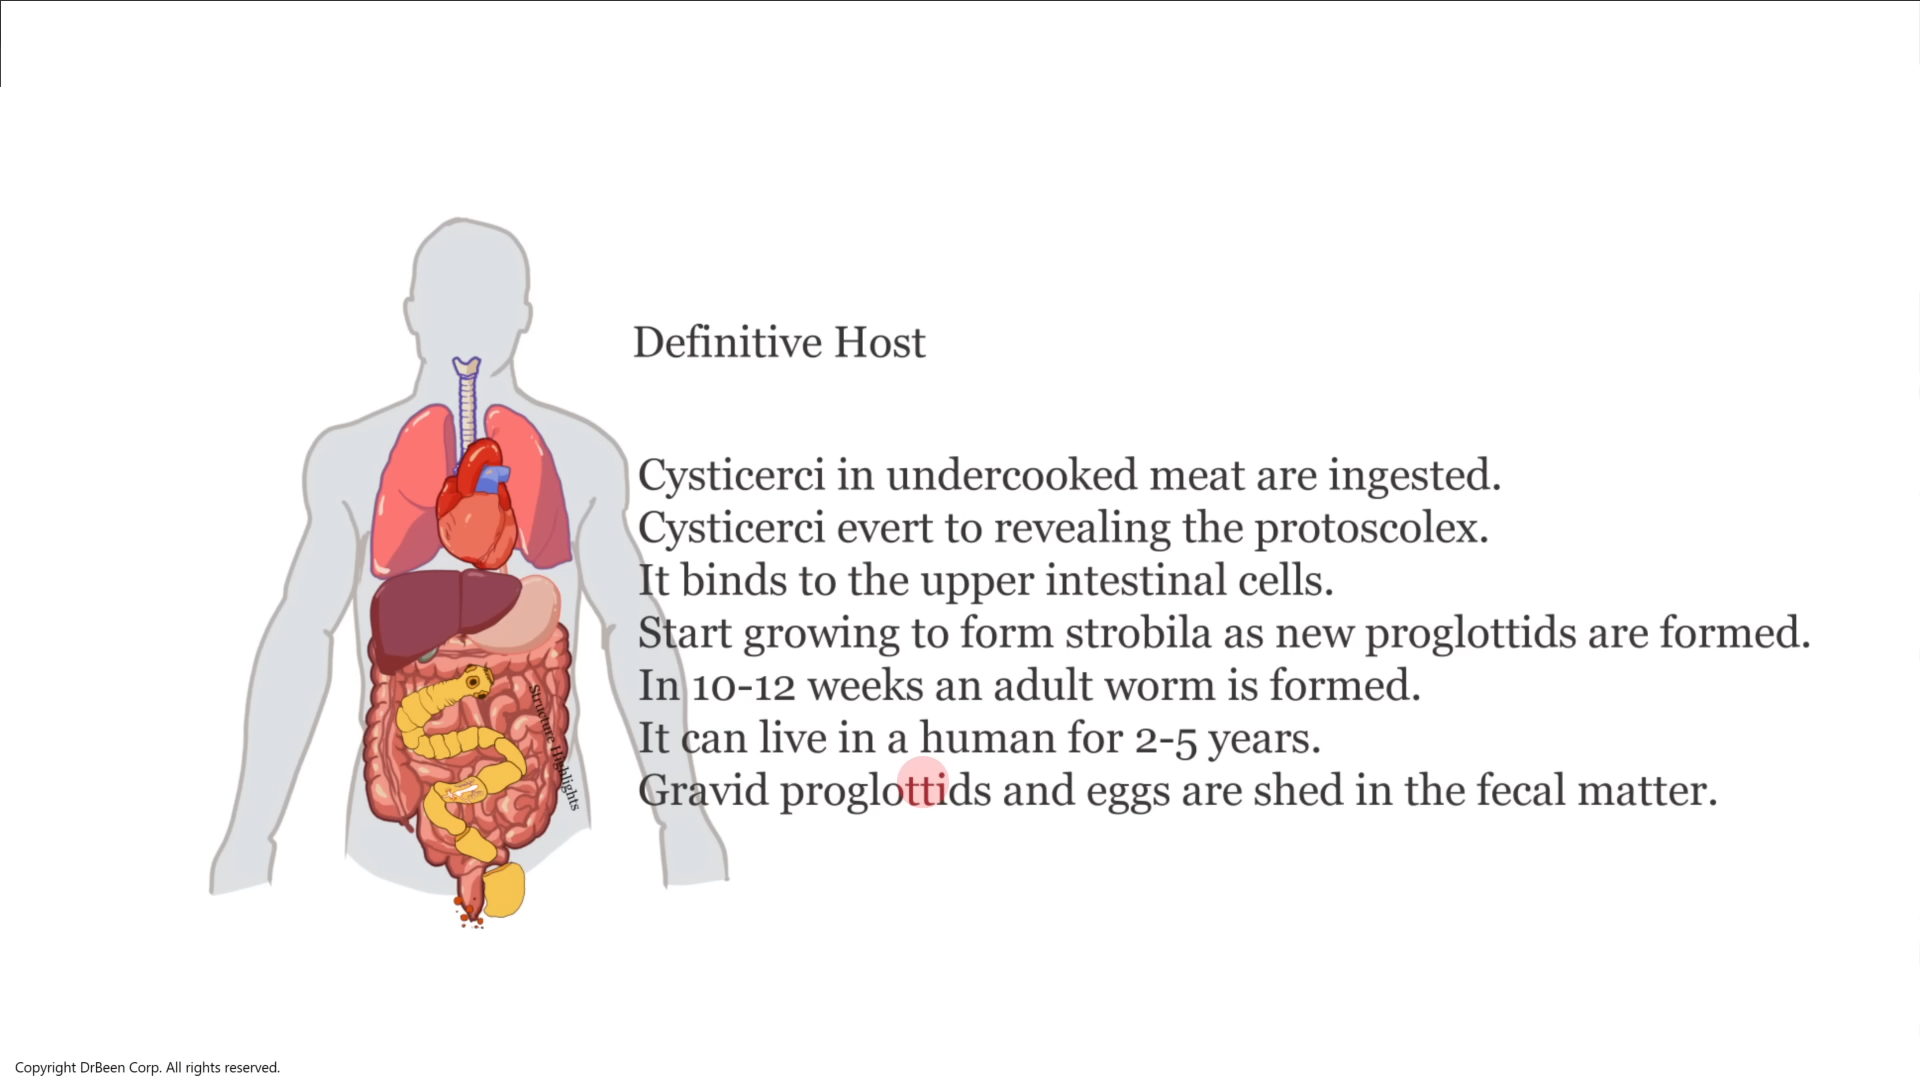 Definitive Host
Cysticerci in undercooked meat are ingested.
Cysticerci evert to revealing the protoscolex.
It binds to the upper intestinal cells.
Start growing to form strobila as new proglottids are formed.
In 10-12 weeks an adult worm is formed.
It can live in a human for 2-5 years.
Gravid proglottids and eggs are shed in the fecal matter.
Structure Highlights
Copyright DrBeen Corp. All rights reserved.